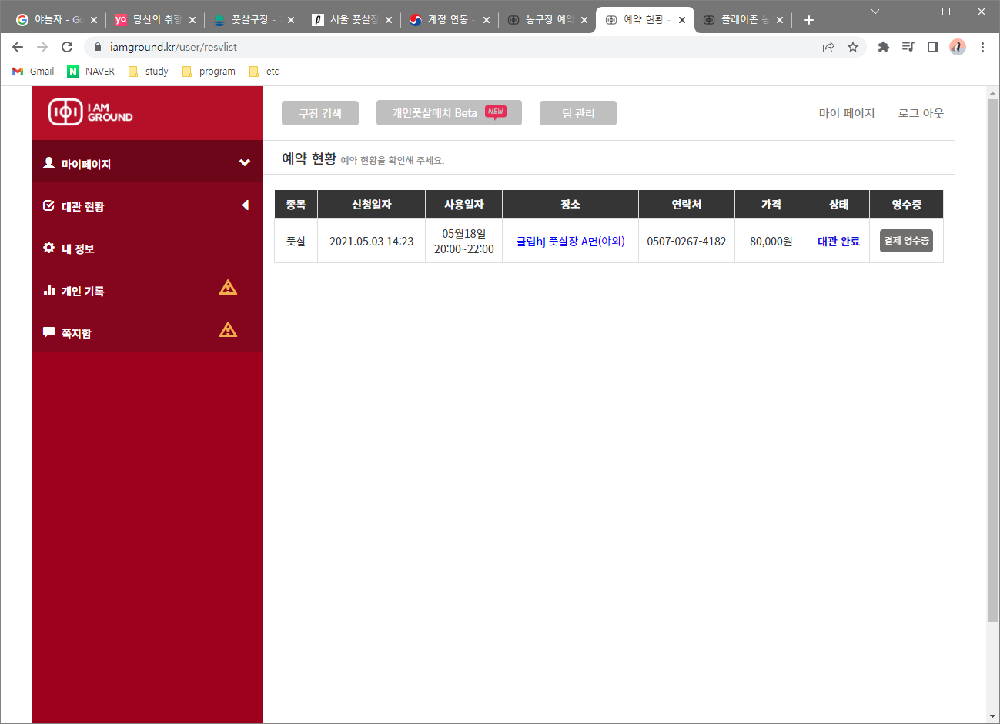 야놀자 - Go
당신의 취향
풋살구장 -
서울 풋살장
계정 연동 -
농구장 예약
예약 현황 -
플레이존 농
iamground.kr/user/resvlist
Gmail
NAVER
study
program
etc
I AM
GROUND
구장 검색
개인풋살매치 Beta NEW
팀 관리
마이 페이지
로그 아웃
마이페이지
대관 현황
내 정보
개인 기록
쪽지함
예약 현황 예약 현황을 확인해 주세요.
종목 신청일자 사용일자 장소 연락처 가격 상태 영수증
풋살
2021.05.03 14:23
05월18일
20:00~22:00
클럽hj 풋살장 A면(야외)
0507-0267-4182
80,000원
대관 완료
결제 영수증